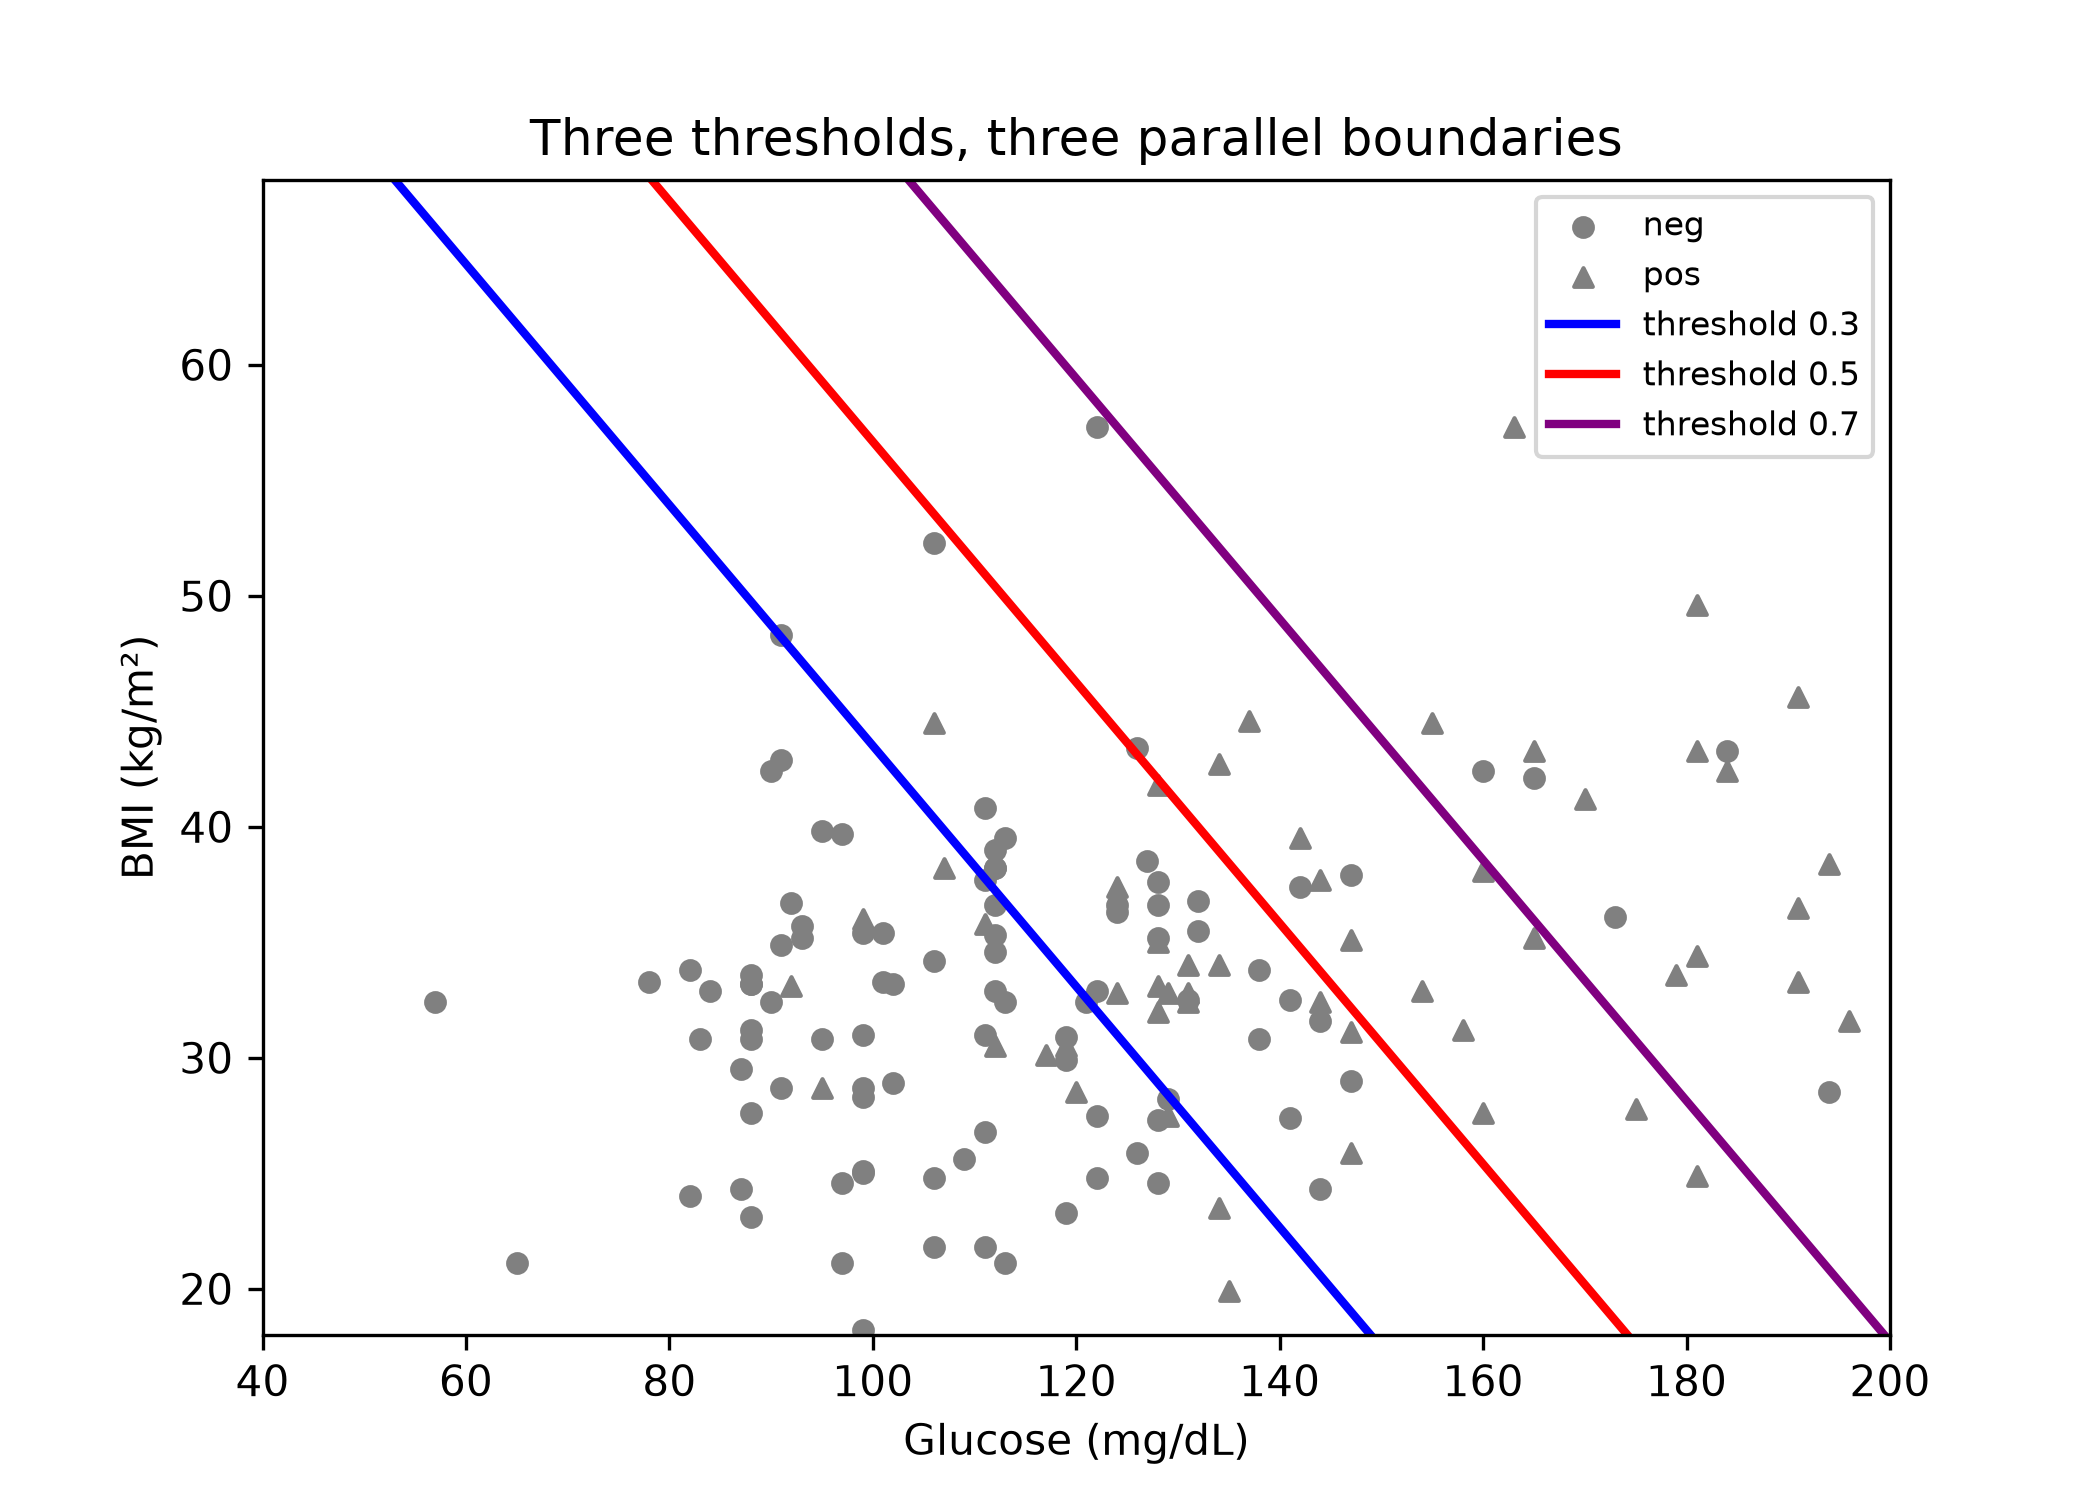 Three thresholds, three parallel boundaries
neg
pos
threshold 0.3
threshold 0.5
threshold 0.7
60
50
40
30
20
BMI (kg/m²)
40 60 80 100 120 140 160 180 200
Glucose (mg/dL)